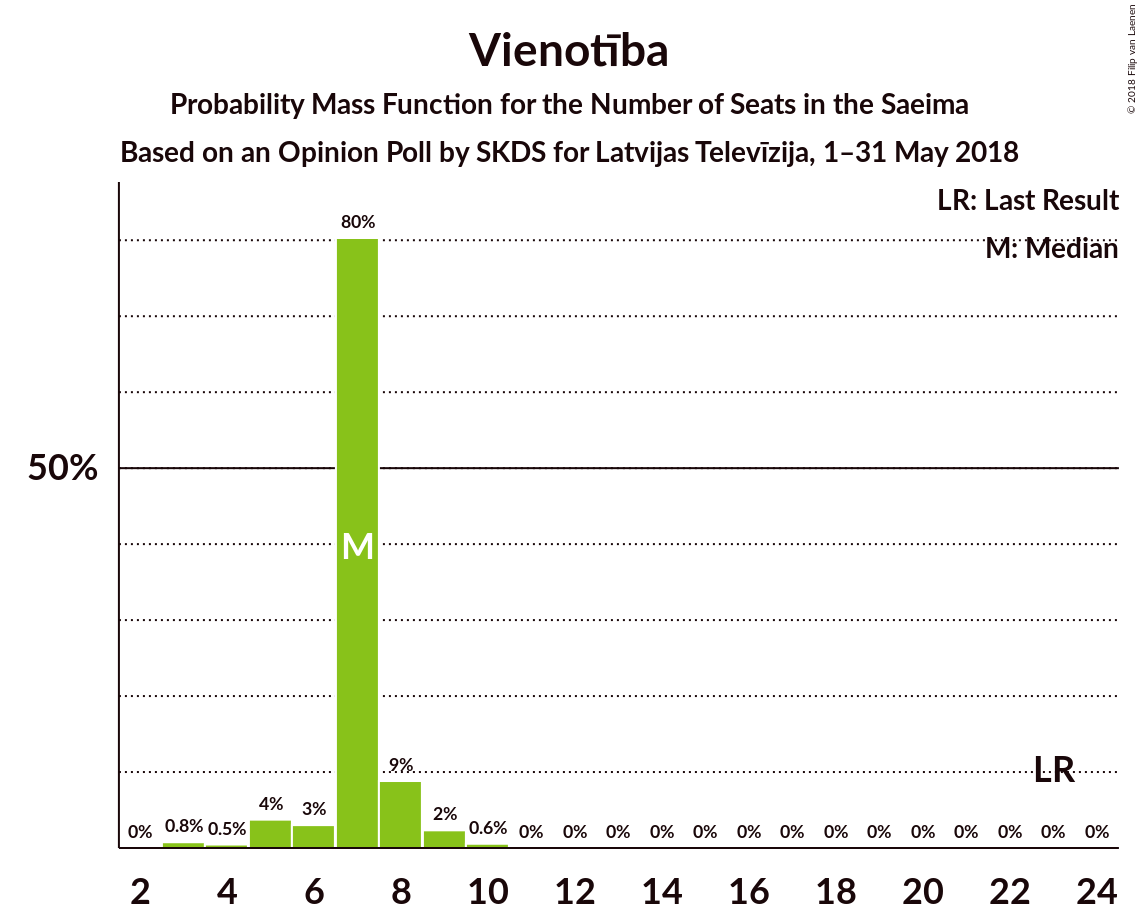 Vienotība
Probability Mass Function for the Number of Seats in the Saeima
Based on an Opinion Poll by SKDS for Latvijas Televīzija, 1–31 May 2018
© 2018 Filip van Laenen
LR: Last Result
M: Median
50%
0% 0.8% 0.5% 4% 3% 80% 9% 2% 0.6% 0% 0% 0% 0% 0% 0% 0% 0% 0% 0% 0% 0% 0% 0%
M
LR
2 4 6 8 10 12 14 16 18 20 22 24